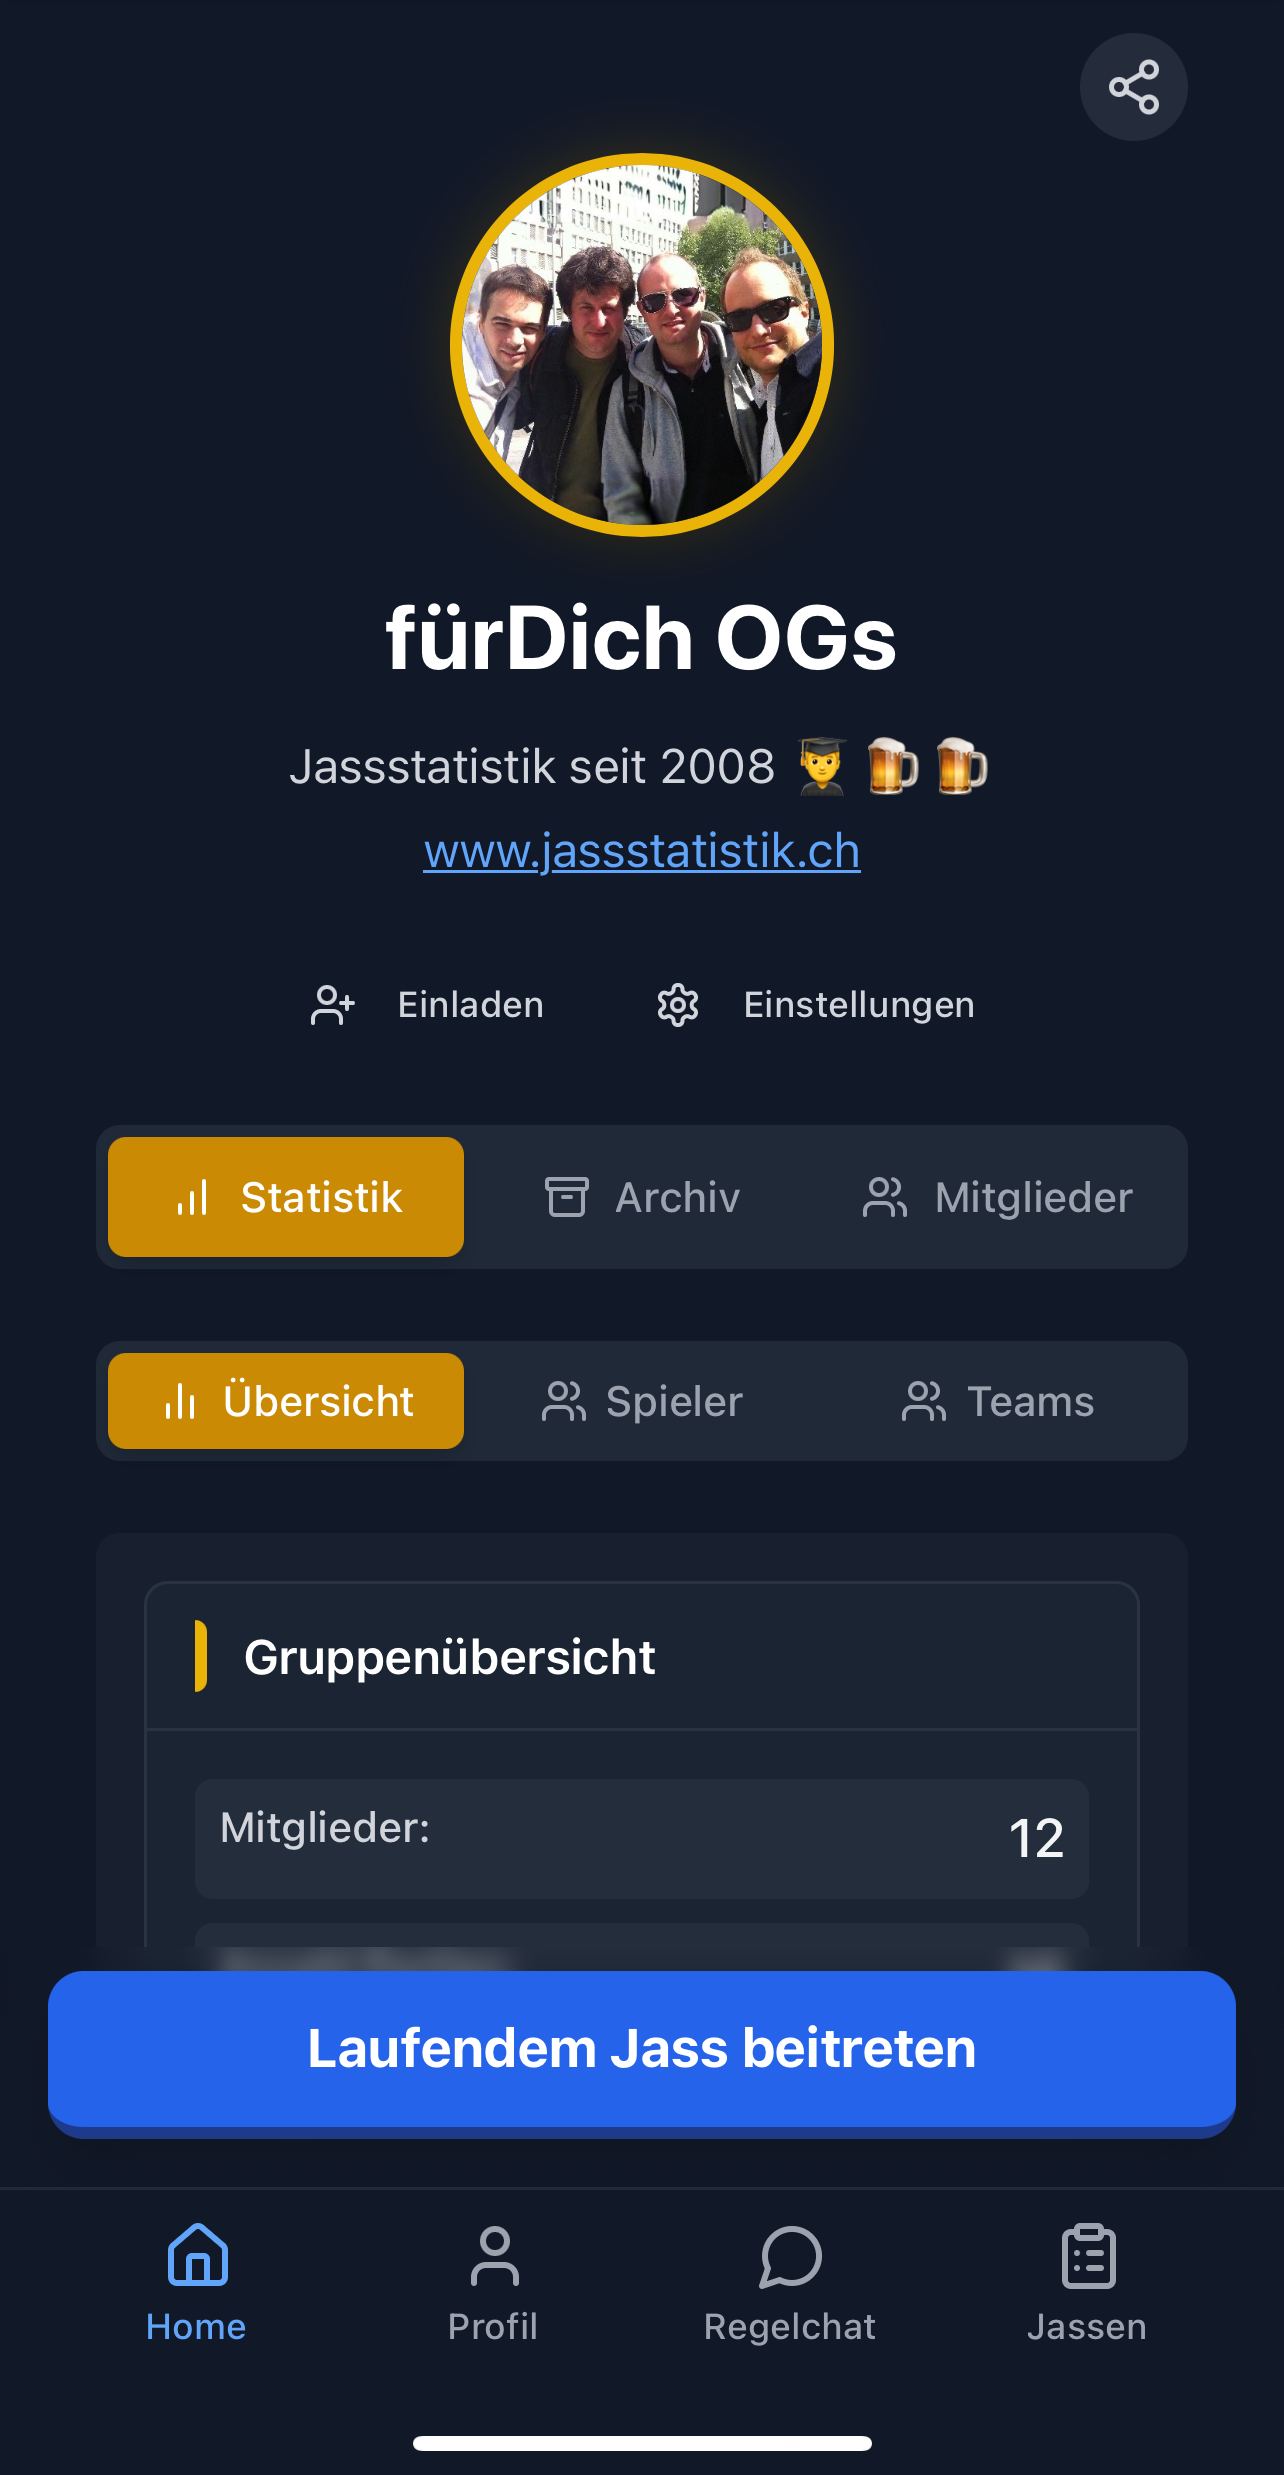 fürDich OGs
Jassstatistik seit 2008 👨‍🎓🍺🍺
www.jassstatistik.ch
Einladen Einstellungen
Statistik Archiv Mitglieder
Übersicht Spieler Teams
Gruppenübersicht
Mitglieder: 12
Laufendem Jass beitreten
Home Profil Regelchat Jassen